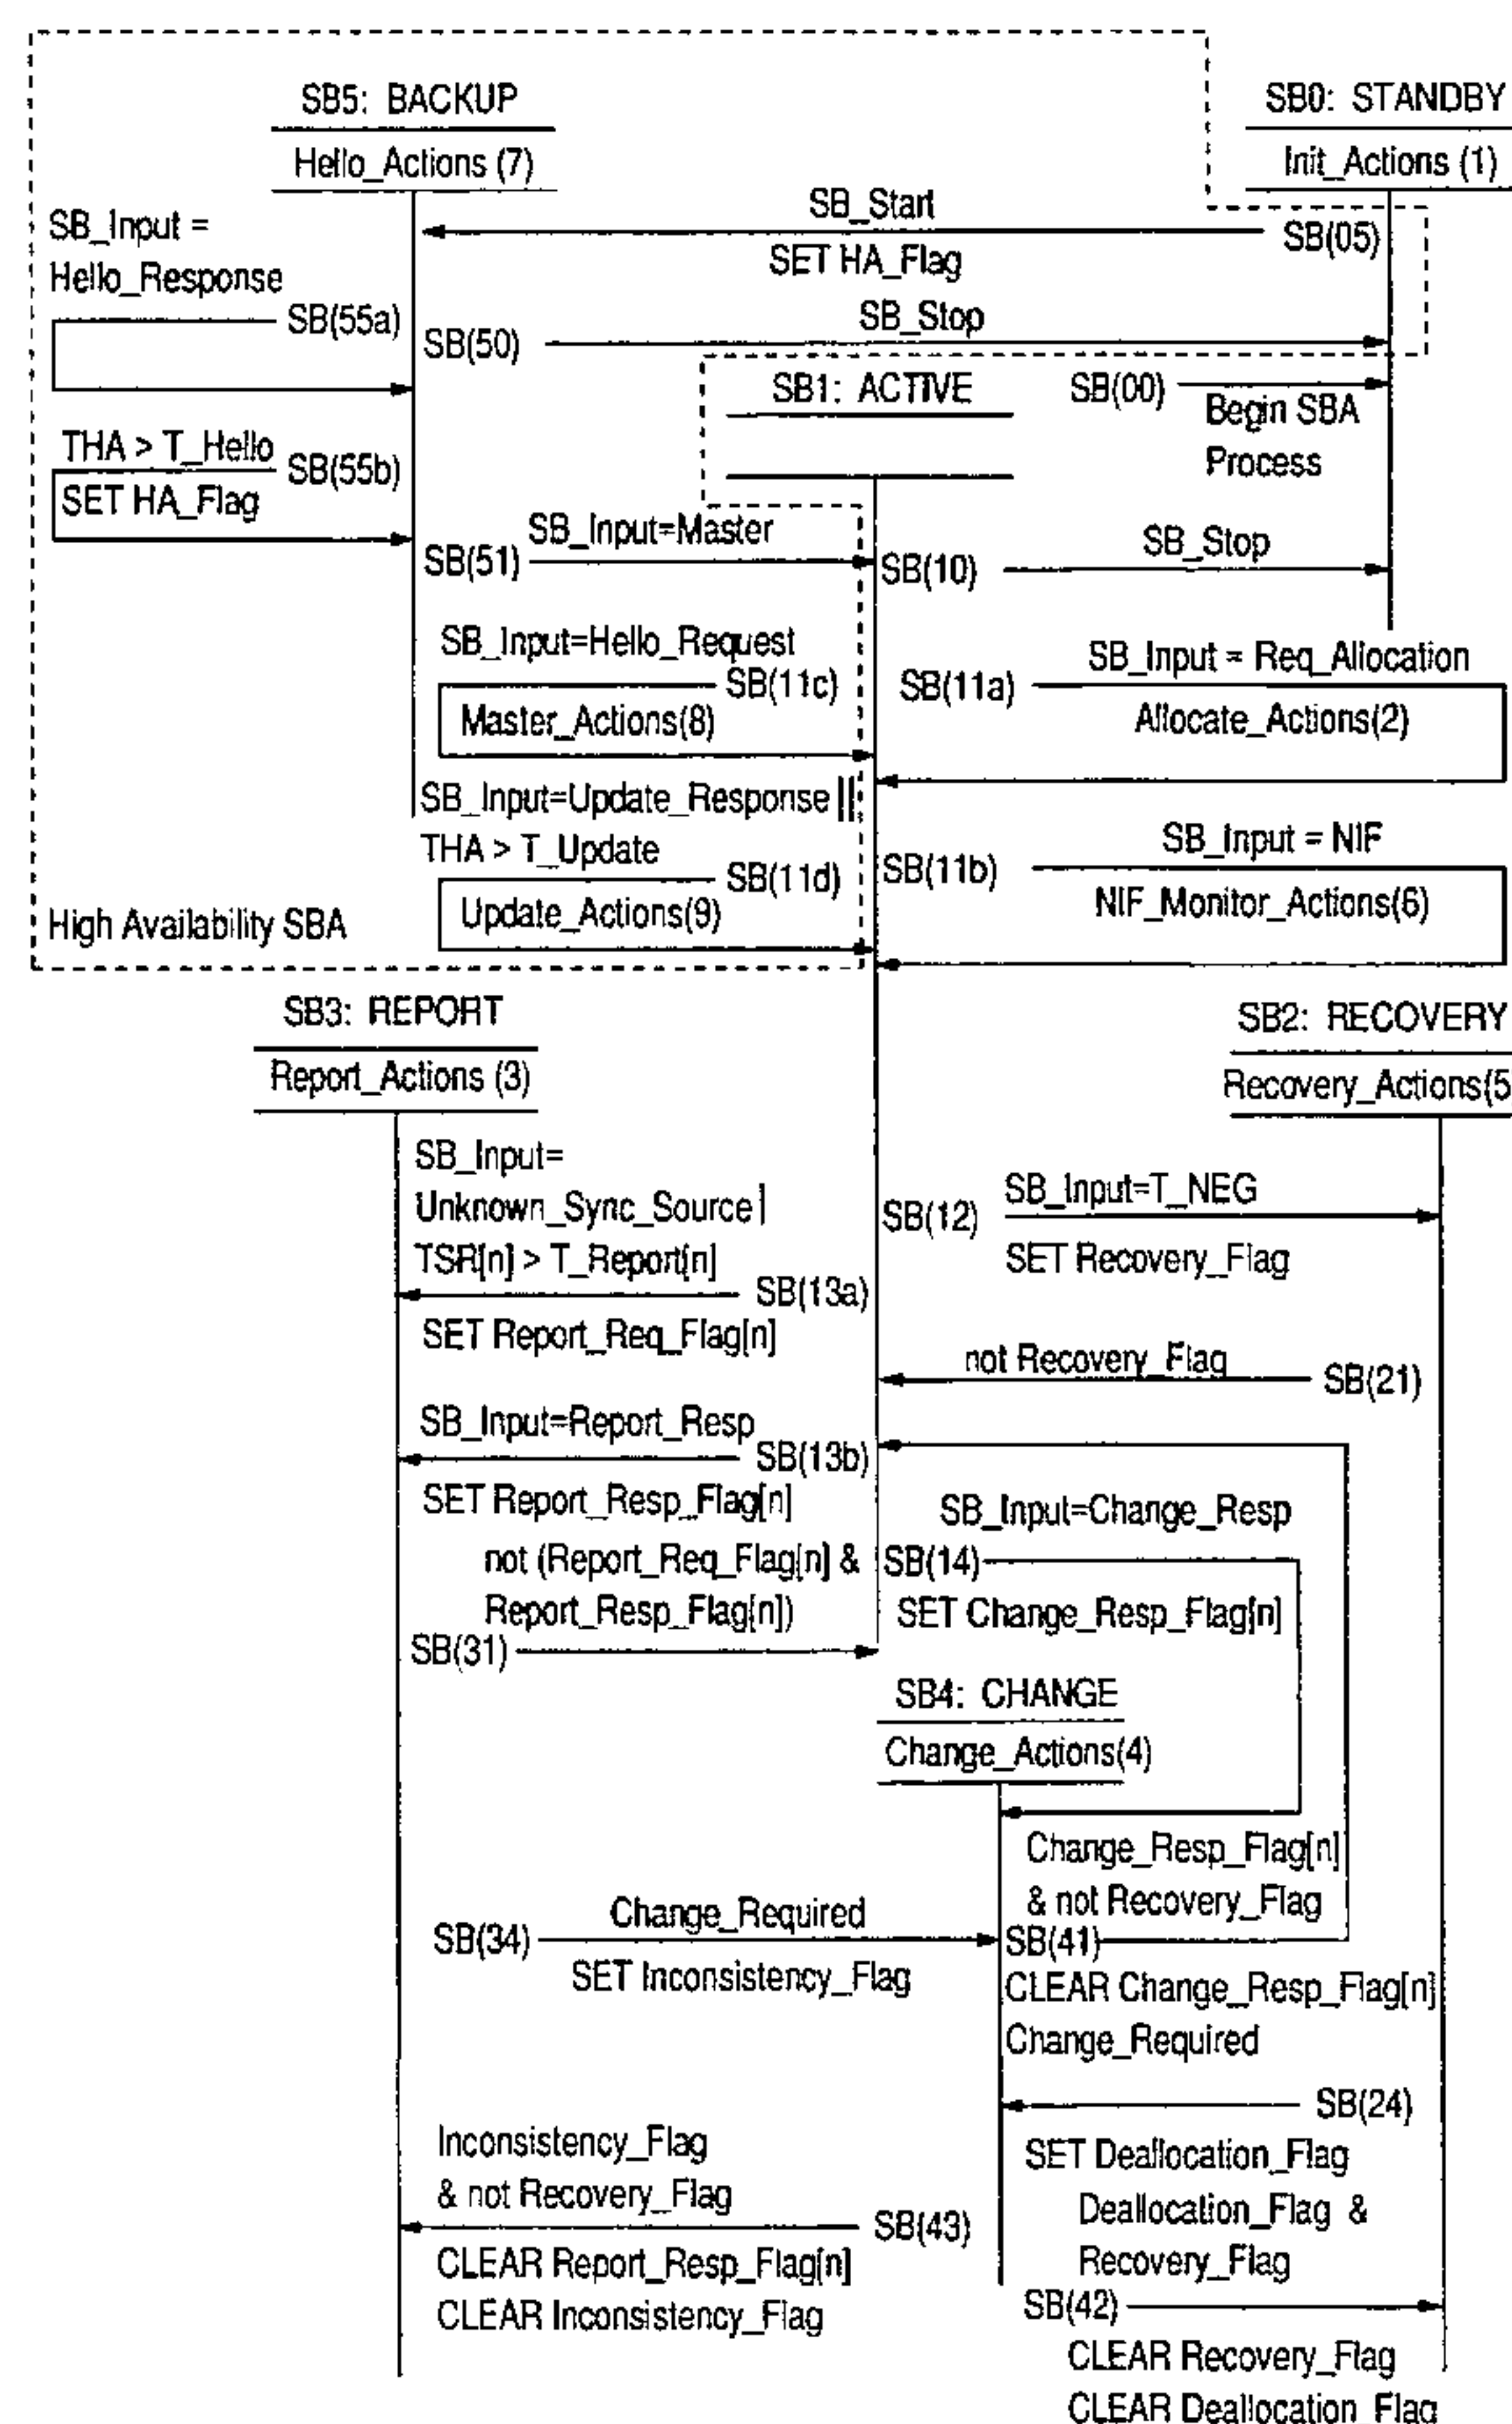 SB5: BACKUP
Hello_Actions (7)
SB0: STANDBY
Init_Actions (1)
SB_Input =
Hello_Response
SB(55a)
SB_Start
SB(05)
SET HA_Flag
SB(50)
SB_Stop
SB1: ACTIVE
SB(00)
Begin SBA
Process
THA > T_Hello
SB(55b)
SET HA_Flag
SB(51)
SB_Input=Master
SB(10)
SB_Stop
SB_Input=Hello_Request
SB(11c)
Master_Actions(8)
SB(11a)
SB_Input = Req_Allocation
Allocate_Actions(2)
SB_Input=Update_Response ||
THA > T_Update
SB(11d)
Update_Actions(9)
SB(11b)
SB_Input = NIF
NIF_Monitor_Actions(6)
High Availability SBA
SB3: REPORT
Report_Actions (3)
SB2: RECOVERY
Recovery_Actions(5
SB_Input=
Unknown_Sync_Source |
TSR[n] > T_Report[n]
SB(13a)
SET Report_Req_Flag[n]
SB(12)
SB_Input=T_NEG
SET Recovery_Flag
not Recovery_Flag
SB(21)
SB_Input=Report_Resp
SB(13b)
SET Report_Resp_Flag[n]
not (Report_Req_Flag[n] &
Report_Resp_Flag[n])
SB(31)
SB_Input=Change_Resp
SB(14)
SET Change_Resp_Flag[n]
SB4: CHANGE
Change_Actions(4)
Change_Resp_Flag[n]
& not Recovery_Flag
SB(34)
Change_Required
SET Inconsistency_Flag
SB(41)
CLEAR Change_Resp_Flag[n]
Change_Required
SB(24)
SET Deallocation_Flag
Inconsistency_Flag
& not Recovery_Flag
SB(43)
CLEAR Report_Resp_Flag[n]
CLEAR Inconsistency_Flag
Deallocation_Flag &
Recovery_Flag
SB(42)
CLEAR Recovery_Flag
CLEAR Deallocation_Flag